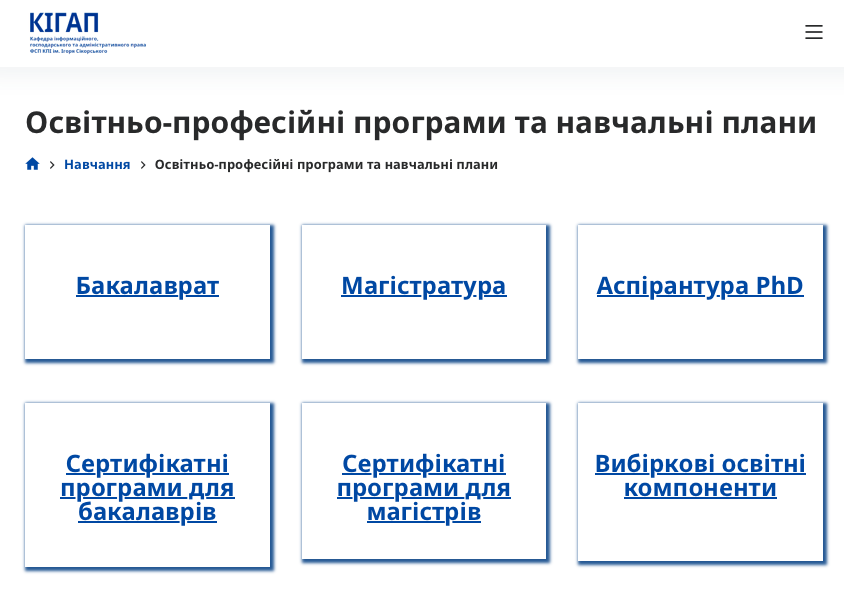 КІГАП
Кафедра інформаційного,
господарського та адміністративного права
ФСП КПІ ім. Ігоря Сікорського
Освітньо-професійні програми та навчальні плани
Навчання
Освітньо-професійні програми та навчальні плани
Бакалаврат
Магістратура
Аспірантура PhD
Сертифікатні
програми для
бакалаврів
Сертифікатні
програми для
магістрів
Вибіркові освітні
компоненти